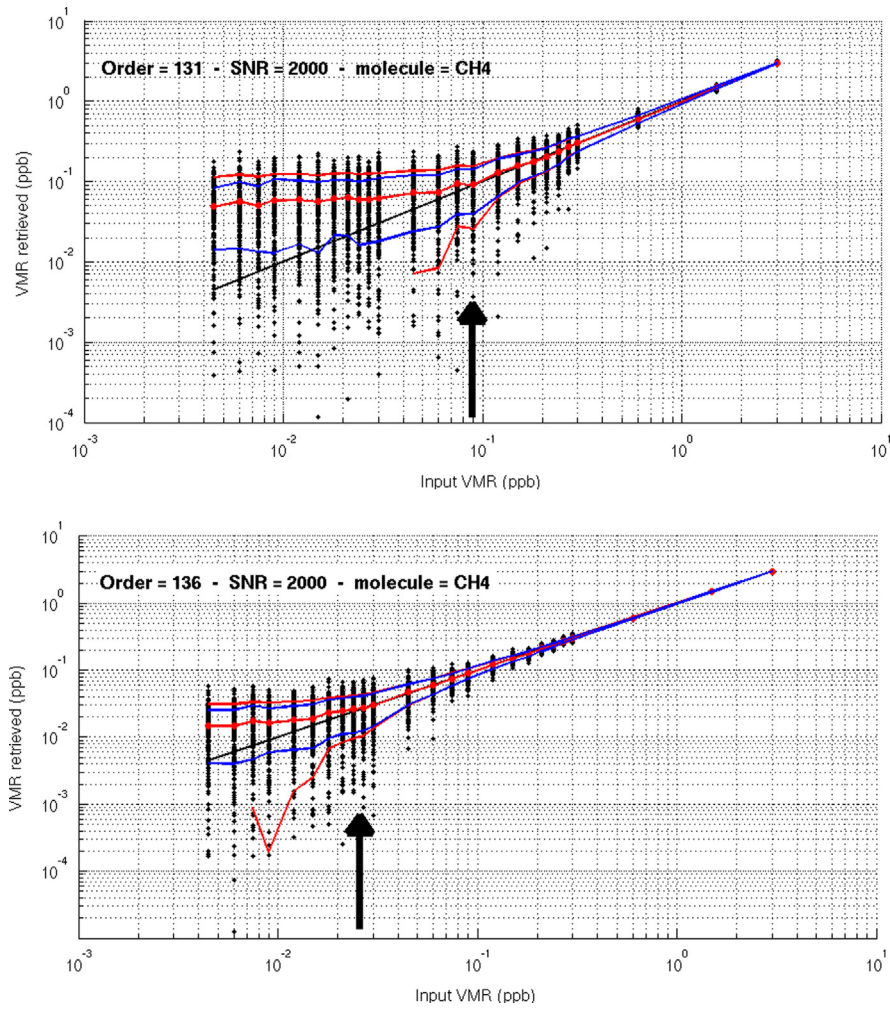 10^1
Order = 131 - SNR = 2000 - molecule = CH4
10^0
10^-1
VMR retrieved (ppb)
10^-2
10^-3
10^-4
10^-3 10^-2 10^-1 10^0 10^1
Input VMR (ppb)
10^1
Order = 136 - SNR = 2000 - molecule = CH4
10^0
10^-1
VMR retrieved (ppb)
10^-2
10^-3
10^-4
10^-3 10^-2 10^-1 10^0 10^1
Input VMR (ppb)